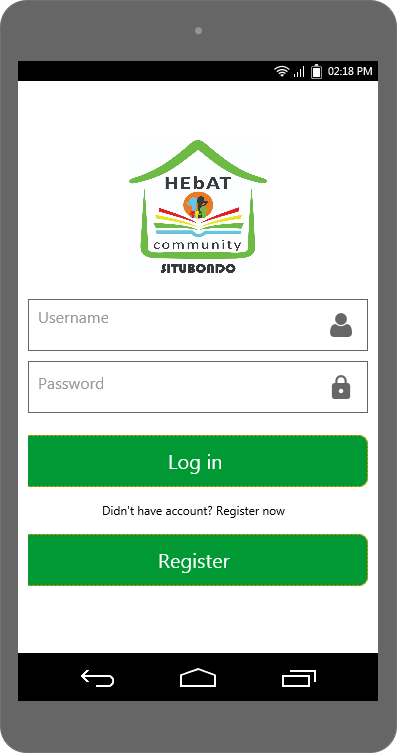 02:18 PM
HEbAT
community
SITUBONDO
Username
Password
Log in
Didn't have account? Register now
Register